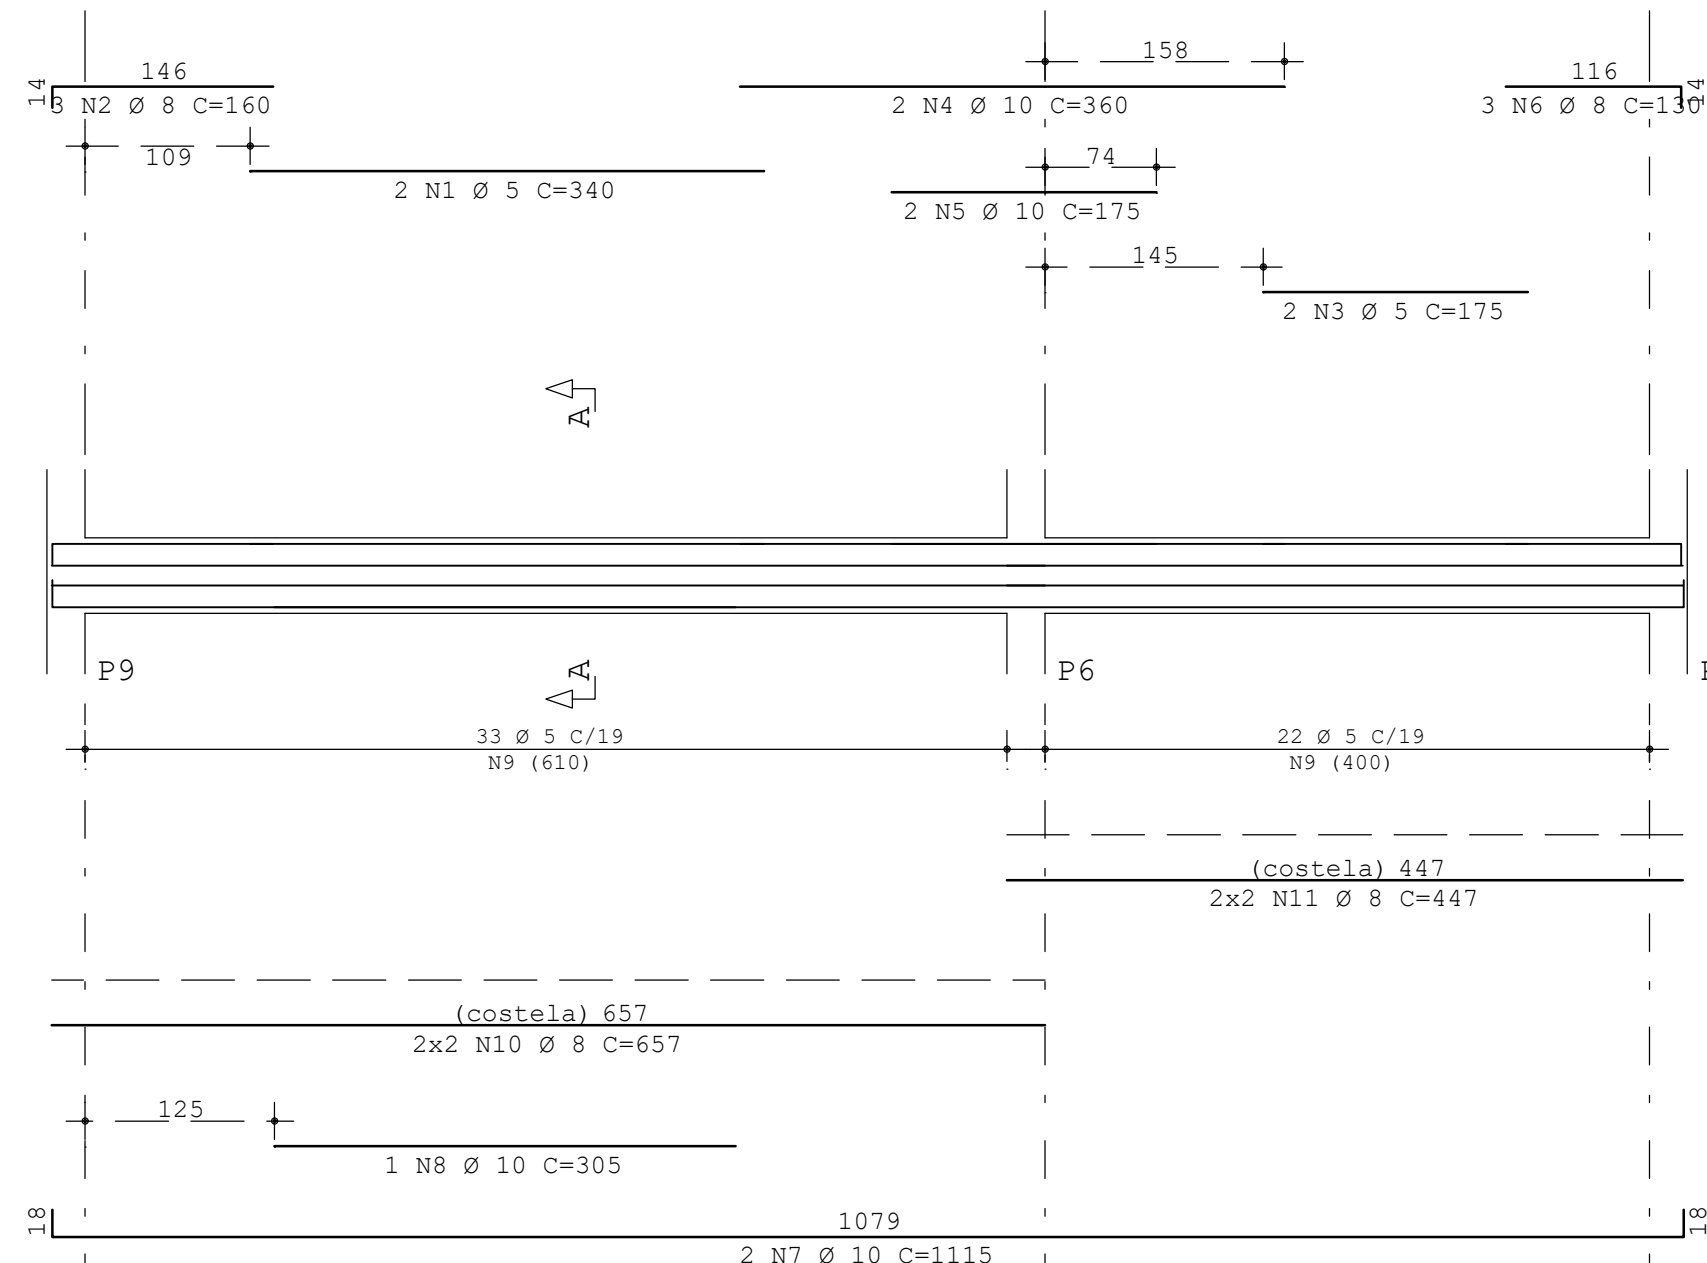 158
146
116
14
3 N2 Ø 8 C=160
2 N4 Ø 10 C=360
3 N6 Ø 8 C=130
14
109
74
2 N1 Ø 5 C=340
2 N5 Ø 10 C=175
145
2 N3 Ø 5 C=175
A
A
P9
P6
33 Ø 5 C/19
N9 (610)
22 Ø 5 C/19
N9 (400)
(costela) 447
2x2 N11 Ø 8 C=447
(costela) 657
2x2 N10 Ø 8 C=657
125
1 N8 Ø 10 C=305
18
1079
18
2 N7 Ø 10 C=1115